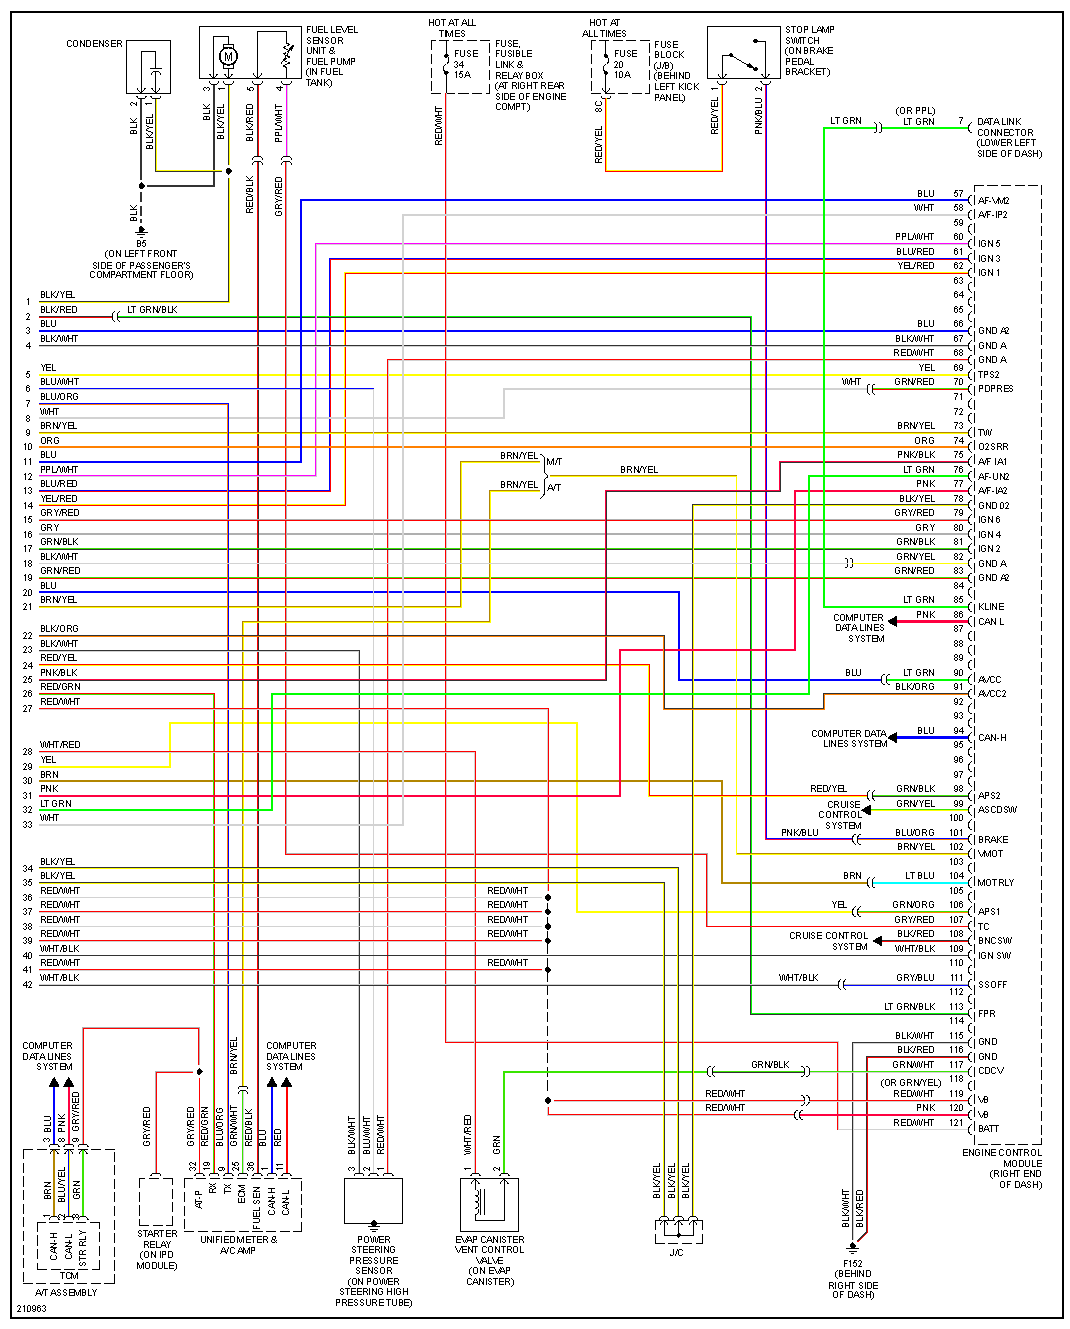 CONDENSER
FUEL LEVEL
SENSOR
UNIT &
FUEL PUMP
(IN FUEL
TANK)
M
HOT AT ALL
TIMES
FUSE
34
15A
FUSE,
FUSIBLE
LINK &
RELAY BOX
(AT RIGHT REAR
SIDE OF ENGINE
COMPT)
HOT AT
ALL TIMES
FUSE
20
10A
FUSE
BLOCK
(J/B)
(BEHIND
LEFT KICK
PANEL)
STOP LAMP
SWITCH
(ON BRAKE
PEDAL
BRACKET)
2
1
3
1
5
4
8C
1
2
BLK
BLK/YEL
BLK
BLK/YEL
BLK/RED
PPL/WHT
RED/WHT
RED/YEL
RED/YEL
PNK/BLU
RED/BLK
GRY/RED
BLK
B5
(ON LEFT FRONT
SIDE OF PASSENGER'S
COMPARTMENT FLOOR)
(OR PPL)
LT GRN
LT GRN
7
DATA LINK
CONNECTOR
(LOWER LEFT
SIDE OF DASH)
BLU 57 AF-VM2
WHT 58 A/F-IP2
59
PPL/WHT 60 IGN 5
BLU/RED 61 IGN 3
YEL/RED 62 IGN 1
63
64
65
BLU 66 GND A2
BLK/WHT 67 GND A
RED/WHT 68 GND A
YEL 69 TPS2
WHT GRN/RED 70 PDPRES
71
72
BRN/YEL 73 TW
ORG 74 O2SRR
PNK/BLK 75 A/F IA1
LT GRN 76 AF-UN2
PNK 77 A/F-IA2
BLK/YEL 78 GND 02
GRY/RED 79 IGN 6
GRY 80 IGN 4
GRN/BLK 81 IGN 2
GRN/YEL 82 GND A
GRN/RED 83 GND A2
84
LT GRN 85 KLINE
PNK 86 CAN L
87
COMPUTER
DATA LINES
SYSTEM
88
89
BLU LT GRN 90 AVCC
BLK/ORG 91 AVCC2
92
93
BLU 94 CAN-H
95
COMPUTER DATA
LINES SYSTEM
96
97
RED/YEL GRN/BLK 98 APS2
GRN/YEL 99 ASCDSW
100
CRUISE
CONTROL
SYSTEM
PNK/BLU BLU/ORG 101 BRAKE
BRN/YEL 102 VMOT
103
BRN LT BLU 104 MOTRLY
105
YEL GRN/ORG 106 APS1
GRY/RED 107 TC
BLK/RED 108 BNCSW
CRUISE CONTROL
SYSTEM
WHT/BLK 109 IGN SW
110
WHT/BLK GRY/BLU 111 SSOFF
112
LT GRN/BLK 113 FPR
114
BLK/WHT 115 GND
BLK/RED 116 GND
GRN/BLK GRN/WHT 117 CDCV
(OR GRN/YEL) 118
RED/WHT RED/WHT 119 VB
RED/WHT PNK 120 VB
RED/WHT 121 BATT
ENGINE CONTROL
MODULE
(RIGHT END
OF DASH)
1 BLK/YEL
2 BLK/RED LT GRN/BLK
3 BLU
4 BLK/WHT
5 YEL
6 BLU/WHT
7 BLU/ORG
8 WHT
9 BRN/YEL
10 ORG
11 BLU
12 PPL/WHT
13 BLU/RED
14 YEL/RED
15 GRY/RED
16 GRY
17 GRN/BLK
18 BLK/WHT
19 GRN/RED
20 BLU
21 BRN/YEL
BRN/YEL M/T
BRN/YEL
BRN/YEL A/T
22 BLK/ORG
23 BLK/WHT
24 RED/YEL
25 PNK/BLK
26 RED/GRN
27 RED/WHT
28 WHT/RED
29 YEL
30 BRN
31 PNK
32 LT GRN
33 WHT
34 BLK/YEL
35 BLK/YEL
36 RED/WHT RED/WHT
37 RED/WHT RED/WHT
38 RED/WHT RED/WHT
39 RED/WHT RED/WHT
40 WHT/BLK
41 RED/WHT RED/WHT
42 WHT/BLK
COMPUTER
DATA LINES
SYSTEM
BLU
PNK
GRY/RED
3
8
9
BRN
BLU/YEL
GRN
1
2
3
CAN-H
CAN-L
STR RLY
TCM
A/T ASSEMBLY
GRY/RED
STARTER
RELAY
(ON IPD
MODULE)
BRN/YEL
COMPUTER
DATA LINES
SYSTEM
GRY/RED
RED/GRN
BLU/ORG
GRN/WHT
RED/BLK
BLU
RED
32
19
9
25
36
1
11
AT-P
RX
TX
ECM
FUEL SEN
CAN-H
CAN-L
UNIFIED METER &
A/C AMP
BLK/WHT
BLU/WHT
RED/WHT
3
2
1
POWER
STEERING
PRESSURE
SENSOR
(ON POWER
STEERING HIGH
PRESSURE TUBE)
WHT/RED
GRN
1
2
EVAP CANISTER
VENT CONTROL
VALVE
(ON EVAP
CANISTER)
BLK/YEL
BLK/YEL
BLK/YEL
J/C
BLK/WHT
BLK/RED
F152
(BEHIND
RIGHT SIDE
OF DASH)
210963